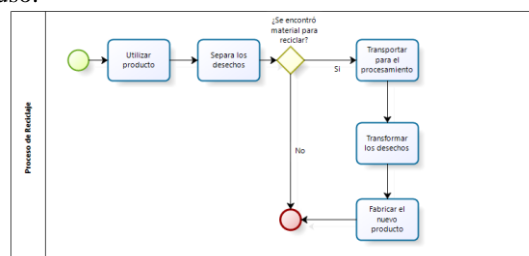 uso.
¿Se encontró
material para
reciclar?
Utilizar
producto
Separa los
desechos
Transportar
para el
procesamiento
Si
Transformar
los desechos
No
Fabricar el
nuevo
producto
Proceso de Reciclaje